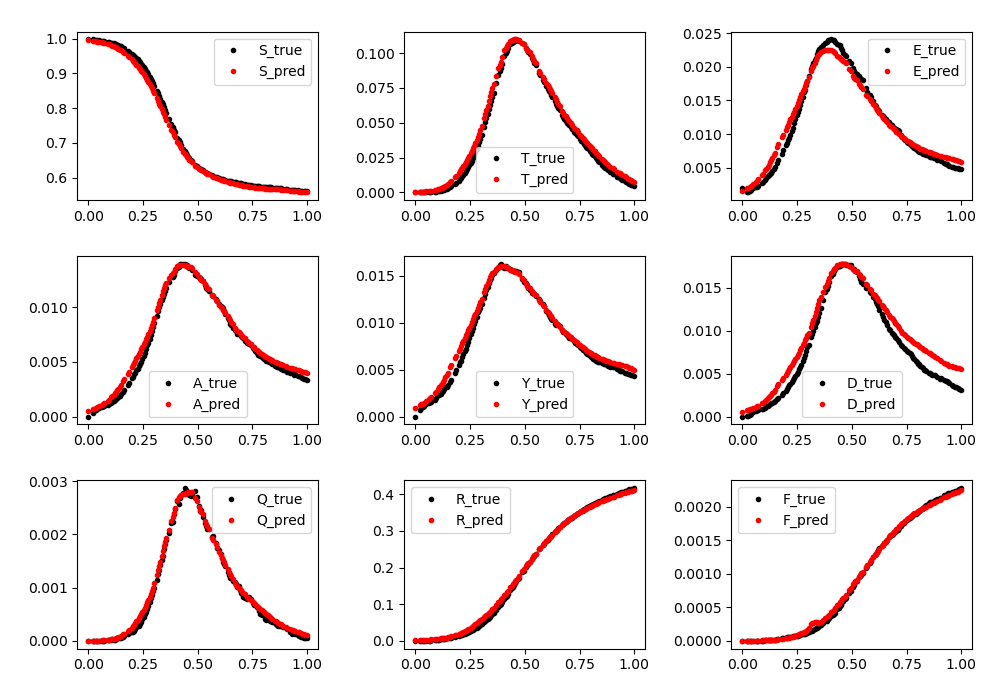 1.0
0.9
0.8
0.7
0.6
0.00 0.25 0.50 0.75 1.00
S_true
S_pred
0.100
0.075
0.050
0.025
0.000
0.00 0.25 0.50 0.75 1.00
T_true
T_pred
0.025
0.020
0.015
0.010
0.005
0.00 0.25 0.50 0.75 1.00
E_true
E_pred
0.010
0.005
0.000
0.00 0.25 0.50 0.75 1.00
A_true
A_pred
0.015
0.010
0.005
0.000
0.00 0.25 0.50 0.75 1.00
Y_true
Y_pred
0.015
0.010
0.005
0.000
0.00 0.25 0.50 0.75 1.00
D_true
D_pred
0.003
0.002
0.001
0.000
0.00 0.25 0.50 0.75 1.00
Q_true
Q_pred
0.4
0.3
0.2
0.1
0.0
0.00 0.25 0.50 0.75 1.00
R_true
R_pred
0.0020
0.0015
0.0010
0.0005
0.0000
0.00 0.25 0.50 0.75 1.00
F_true
F_pred